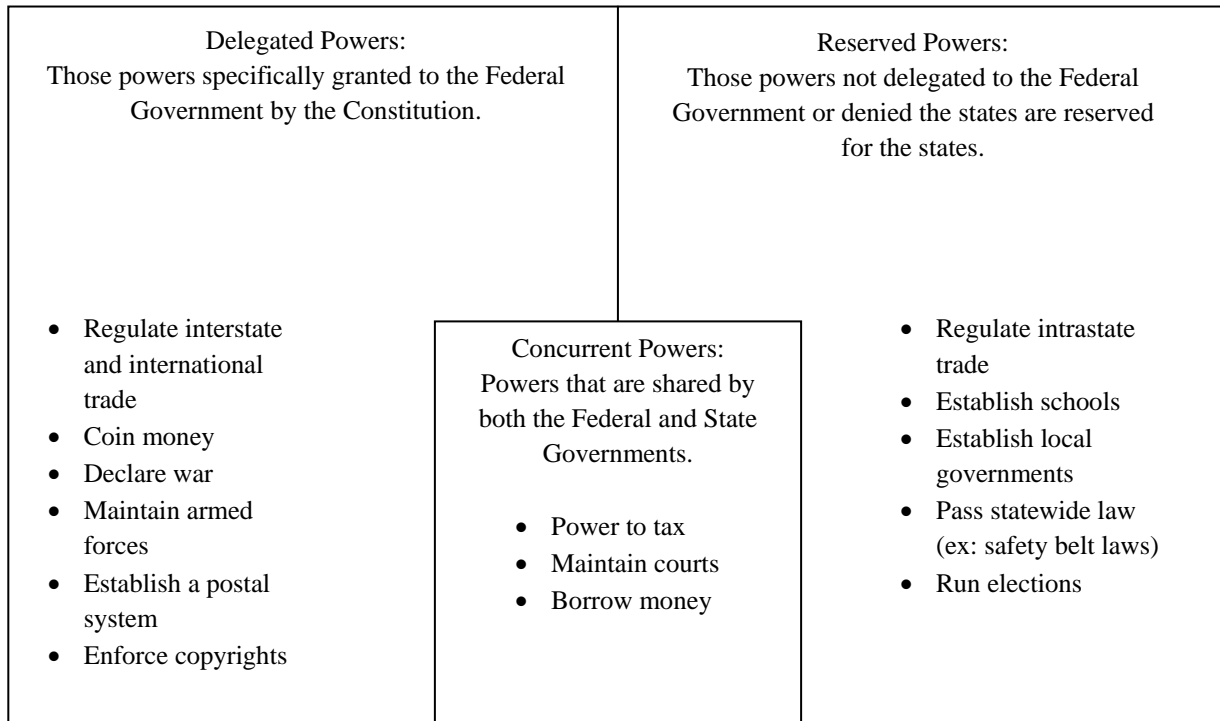 Delegated Powers:
Those powers specifically granted to the Federal
Government by the Constitution.
• Regulate interstate
and international
trade
• Coin money
• Declare war
• Maintain armed
forces
• Establish a postal
system
• Enforce copyrights
Concurrent Powers:
Powers that are shared by
both the Federal and State
Governments.
• Power to tax
• Maintain courts
• Borrow money
Reserved Powers:
Those powers not delegated to the Federal
Government or denied the states are reserved
for the states.
• Regulate intrastate
trade
• Establish schools
• Establish local
governments
• Pass statewide law
(ex: safety belt laws)
• Run elections